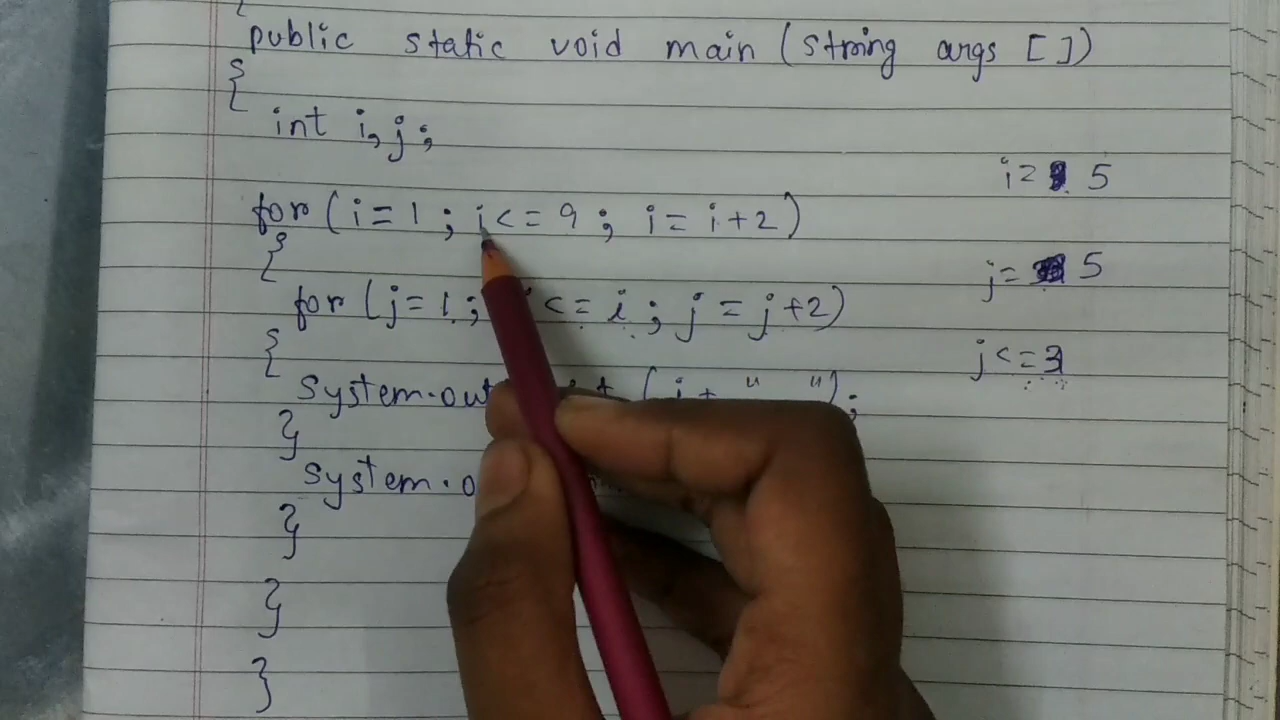 {
public static void main (string args [])
{
int i,j;
i= 5
for (i=1; i<=9; i=i+2)
{
j= 5
for (j=1; <=i; j=j+2)
j<=3
{
System.out ( + " ");
}
System.o
}
}
}